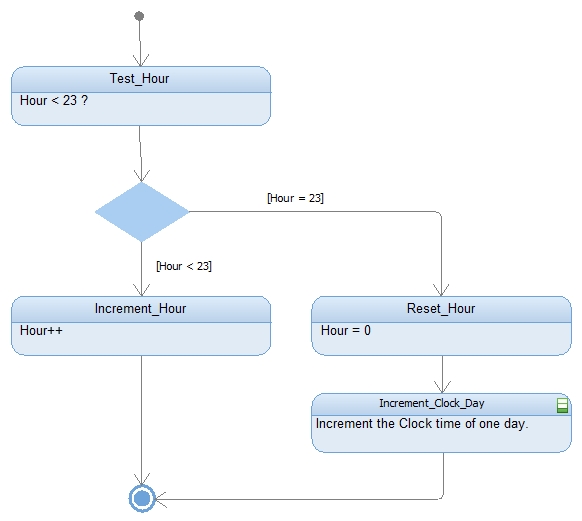 Test_Hour
Hour < 23 ?
[Hour = 23]
[Hour < 23]
Increment_Hour
Hour++
Reset_Hour
Hour = 0
Increment_Clock_Day
Increment the Clock time of one day.